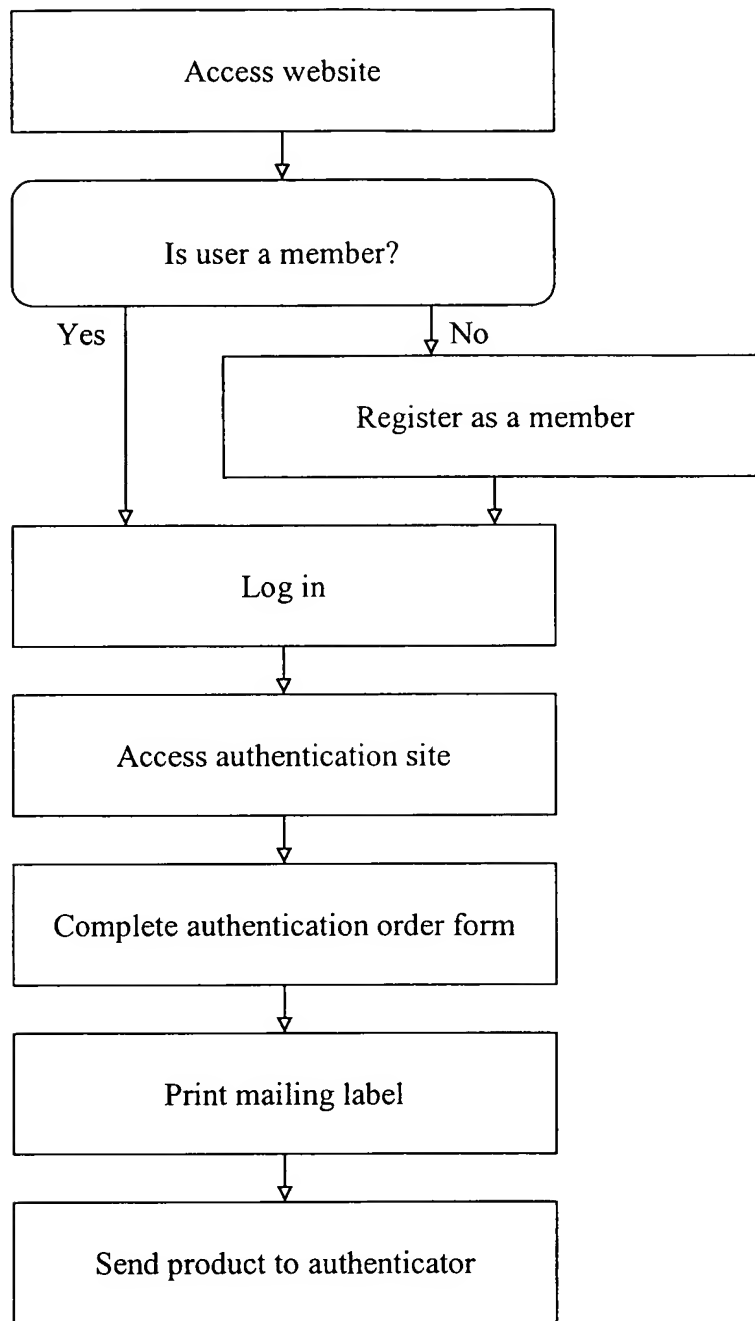 Access website
Is user a member?
Yes
No
Register as a member
Log in
Access authentication site
Complete authentication order form
Print mailing label
Send product to authenticator